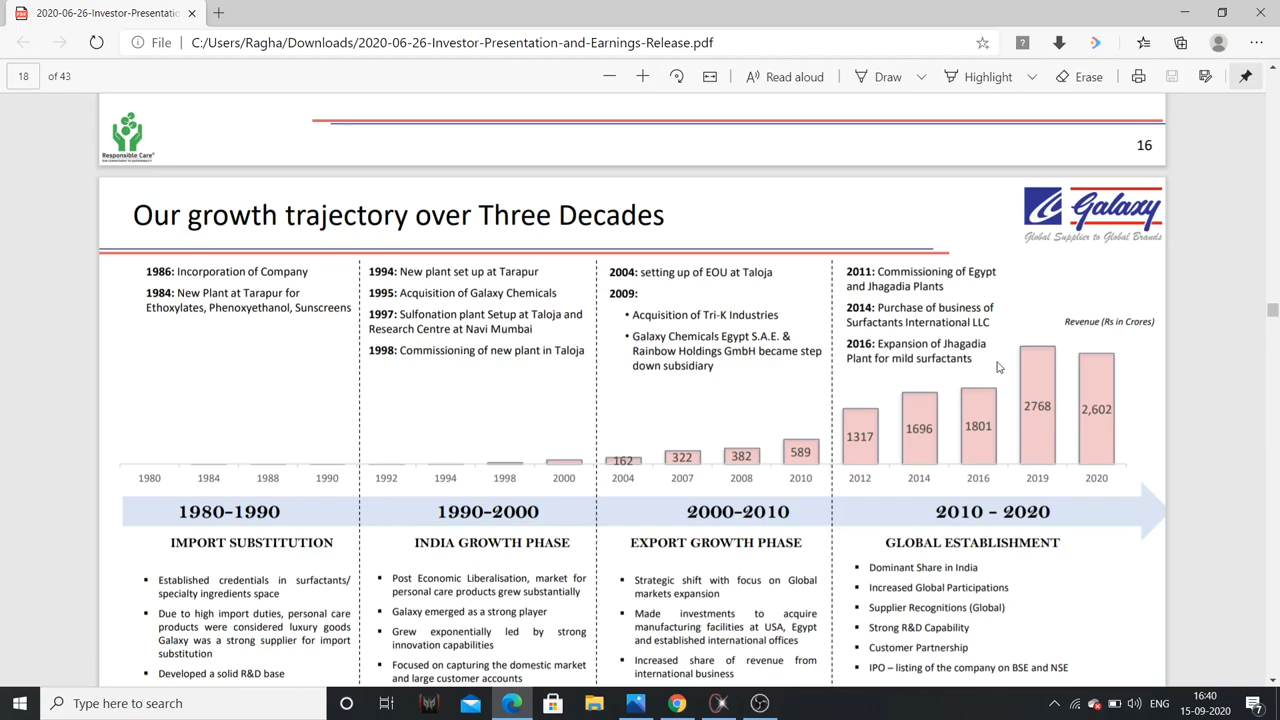 2020-06-26-Investor-Presentatio
File
C:/Users/Ragha/Downloads/2020-06-26-Investor-Presentation-and-Earnings-Release.pdf
18 of 43
Read aloud
Draw
Highlight
Erase
Responsible Care®
OUR COMMITMENT TO SUSTAINABILITY
16
Our growth trajectory over Three Decades
Galaxy
Global Supplier to Global Brands
1986: Incorporation of Company
1984: New Plant at Tarapur for
Ethoxylates, Phenoxyethanol, Sunscreens
1994: New plant set up at Tarapur
1995: Acquisition of Galaxy Chemicals
1997: Sulfonation plant Setup at Taloja and
Research Centre at Navi Mumbai
1998: Commissioning of new plant in Taloja
2004: setting up of EOU at Taloja
2009:
• Acquisition of Tri-K Industries
• Galaxy Chemicals Egypt S.A.E. &
Rainbow Holdings GmbH became step
down subsidiary
2011: Commissioning of Egypt
and Jhagadia Plants
2014: Purchase of business of
Surfactants International LLC
2016: Expansion of Jhagadia
Plant for mild surfactants
Revenue (Rs in Crores)
162 322 382 589 1317 1696 1801 2768 2,602
1980 1984 1988 1990 1992 1994 1998 2000 2004 2007 2008 2010 2012 2014 2016 2019 2020
1980-1990 1990-2000 2000-2010 2010 - 2020
IMPORT SUBSTITUTION
▪ Established credentials in surfactants/
specialty ingredients space
▪ Due to high import duties, personal care
products were considered luxury goods
Galaxy was a strong supplier for import
substitution
▪ Developed a solid R&D base
INDIA GROWTH PHASE
▪ Post Economic Liberalisation, market for
personal care products grew substantially
▪ Galaxy emerged as a strong player
▪ Grew exponentially led by strong
innovation capabilities
▪ Focused on capturing the domestic market
and large customer accounts
EXPORT GROWTH PHASE
▪ Strategic shift with focus on Global
markets expansion
▪ Made investments to acquire
manufacturing facilities at USA, Egypt
and established international offices
▪ Increased share of revenue from
international business
GLOBAL ESTABLISHMENT
▪ Dominant Share in India
▪ Increased Global Participations
▪ Supplier Recognitions (Global)
▪ Strong R&D Capability
▪ Customer Partnership
▪ IPO – listing of the company on BSE and NSE
Type here to search
ENG
16:40
15-09-2020
7